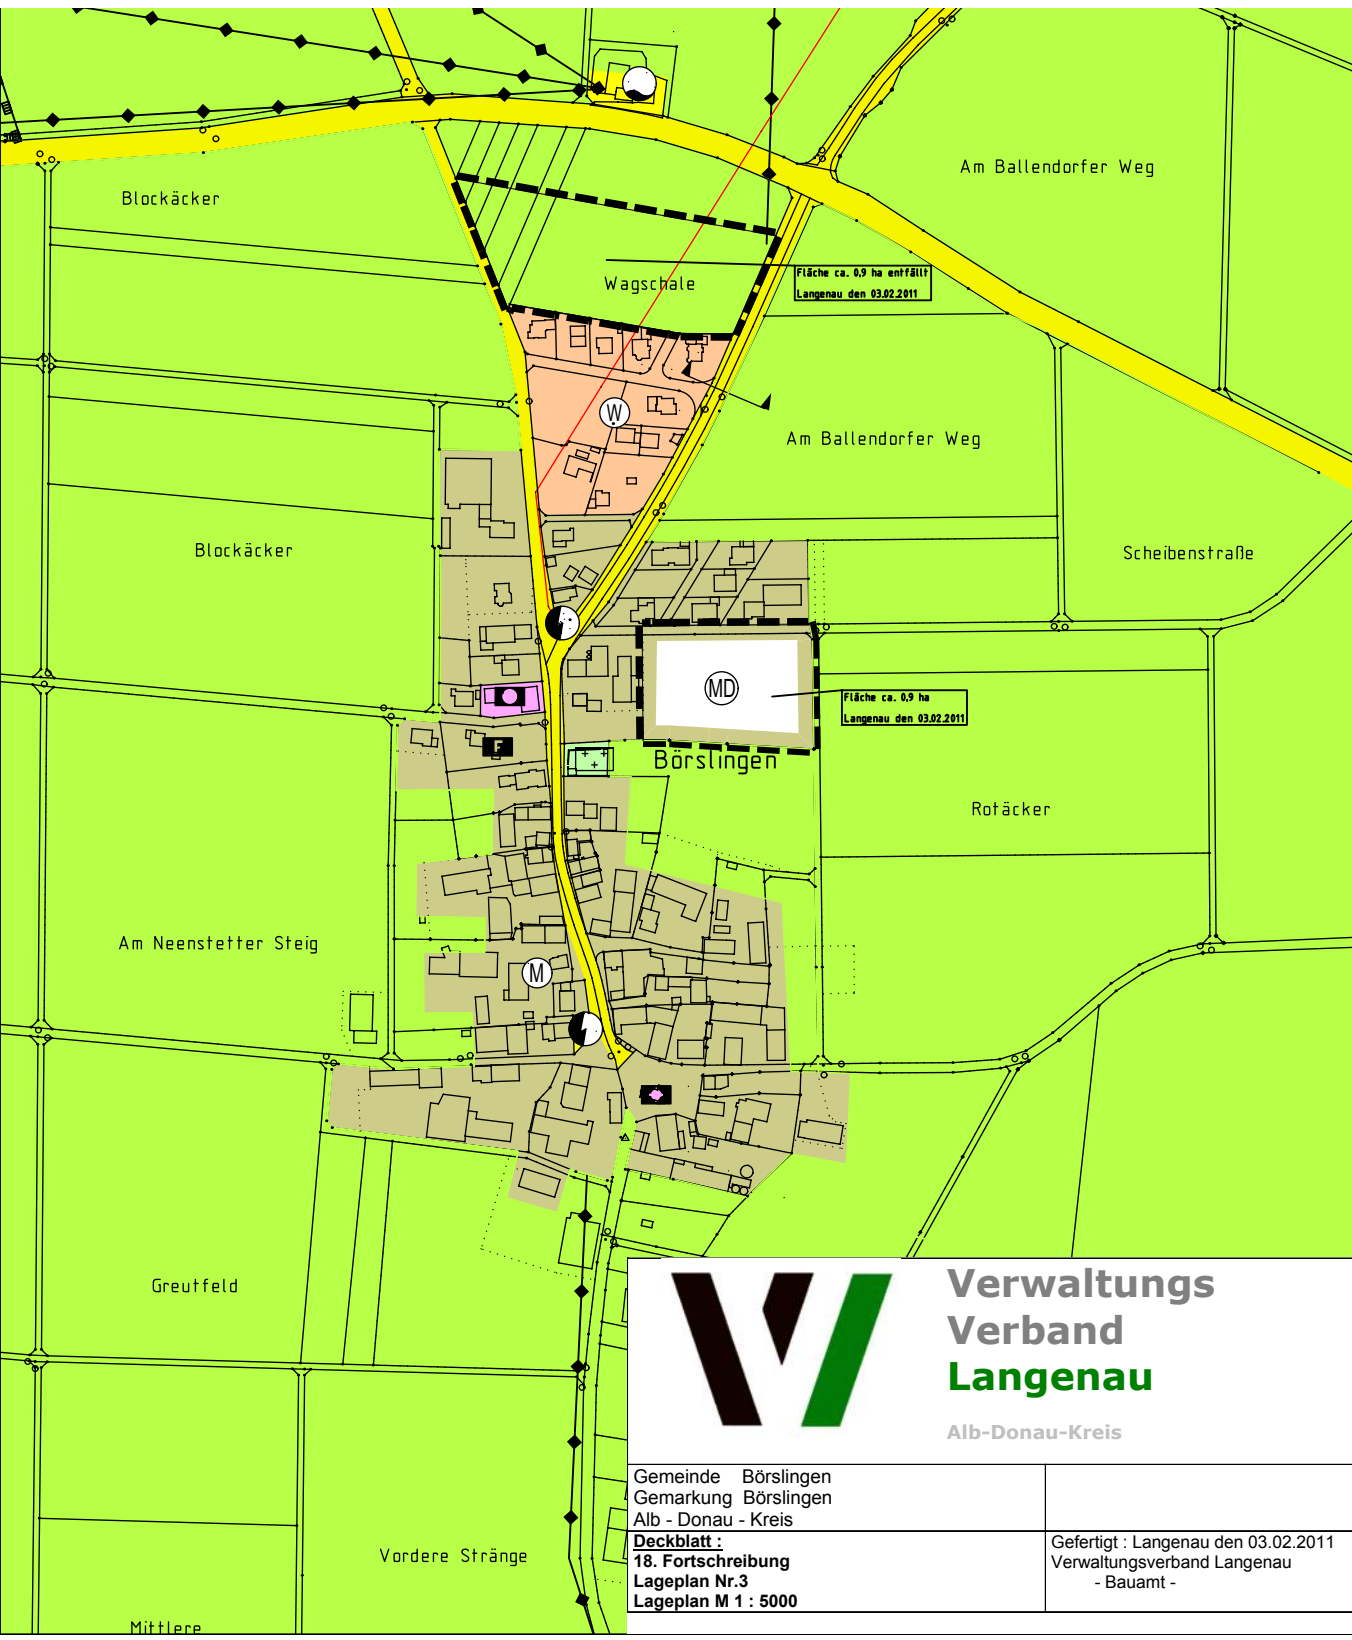 Am Ballendorfer Weg
Blockäcker
Fläche ca. 0,9 ha entfällt
Langenau den 03.02.2011
Wagschale
W
Am Ballendorfer Weg
Blockäcker
Scheibenstraße
MD
Fläche ca. 0,9 ha
Langenau den 03.02.2011
F
Börslingen
Rotäcker
Am Neenstetter Steig
M
Greutfeld
Verwaltungs
Verband
Langenau
Alb-Donau-Kreis
Gemeinde Börslingen
Gemarkung Börslingen
Alb - Donau - Kreis
Deckblatt :
18. Fortschreibung
Lageplan Nr.3
Lageplan M 1 : 5000
Gefertigt : Langenau den 03.02.2011
Verwaltungsverband Langenau
- Bauamt -
Vordere Stränge
Mittlere